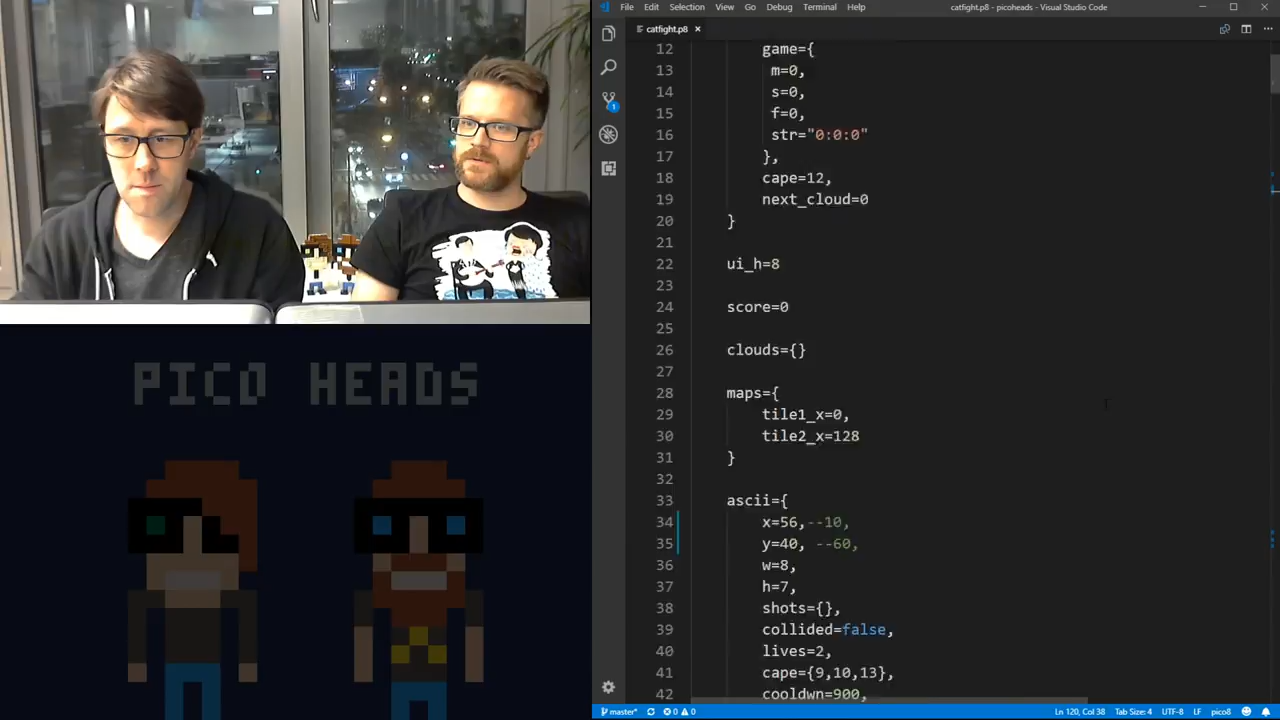 File Edit Selection View Go Debug Terminal Help
catfight.p8 - picoheads - Visual Studio Code
catfight.p8
12 game={
13 m=0,
14 s=0,
15 f=0,
16 str="0:0:0"
17 },
18 cape=12,
19 next_cloud=0
20 }
21
22 ui_h=8
23
24 score=0
25
26 clouds={}
27
28 maps={
29 tile1_x=0,
30 tile2_x=128
31 }
32
33 ascii={
34 x=56,--10,
35 y=40, --60,
36 w=8,
37 h=7,
38 shots={},
39 collided=false,
40 lives=2,
41 cape={9,10,13},
42 cooldwn=900,
1
PICO HEADS
master* 0 0 Ln 120, Col 38 Tab Size: 4 UTF-8 LF pico8